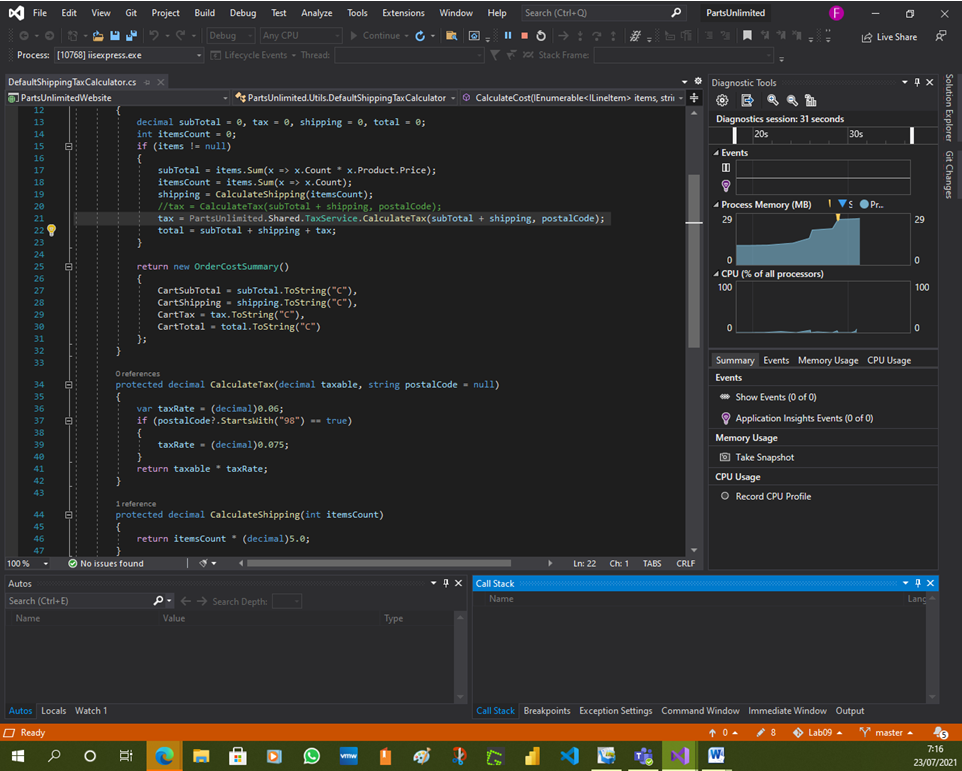 File Edit View Git Project Build Debug Test Analyze Tools Extensions Window Help Search (Ctrl+Q) PartsUnlimited F
Debug Any CPU Continue Live Share
Process: [10768] iisexpress.exe Lifecycle Events Thread: Stack Frame:
DefaultShippingTaxCalculator.cs
PartsUnlimitedWebsite PartsUnlimited.Utils.DefaultShippingTaxCalculator CalculateCost(IEnumerable<ILineItem> items, strin
12 {
13 decimal subTotal = 0, tax = 0, shipping = 0, total = 0;
14 int itemsCount = 0;
15 if (items != null)
16 {
17 subTotal = items.Sum(x => x.Count * x.Product.Price);
18 itemsCount = items.Sum(x => x.Count);
19 shipping = CalculateShipping(itemsCount);
20 //tax = CalculateTax(subTotal + shipping, postalCode);
21 tax = PartsUnlimited.Shared.TaxService.CalculateTax(subTotal + shipping, postalCode);
22 total = subTotal + shipping + tax;
23 }
24
25 return new OrderCostSummary()
26 {
27 CartSubTotal = subTotal.ToString("C"),
28 CartShipping = shipping.ToString("C"),
29 CartTax = tax.ToString("C"),
30 CartTotal = total.ToString("C")
31 };
32 }
33
0 references
34 protected decimal CalculateTax(decimal taxable, string postalCode = null)
35 {
36 var taxRate = (decimal)0.06;
37 if (postalCode?.StartsWith("98") == true)
38 {
39 taxRate = (decimal)0.075;
40 }
41 return taxable * taxRate;
42 }
43
1 reference
44 protected decimal CalculateShipping(int itemsCount)
45 {
46 return itemsCount * (decimal)5.0;
47 }
100 % No issues found Ln: 22 Ch: 1 TABS CRLF
Diagnostic Tools
Diagnostics session: 31 seconds
20s 30s
Events
Process Memory (MB) S Pr...
29 29
0 0
CPU (% of all processors)
100 100
0 0
Summary Events Memory Usage CPU Usage
Events
Show Events (0 of 0)
Application Insights Events (0 of 0)
Memory Usage
Take Snapshot
CPU Usage
Record CPU Profile
Solution Explorer
Git Changes
Autos
Search (Ctrl+E) Search Depth:
Name Value Type
Autos Locals Watch 1
Call Stack
Name Lang
Call Stack Breakpoints Exception Settings Command Window Immediate Window Output
Ready 0 8 Lab09 master 5
vmw
7:16
23/07/2021